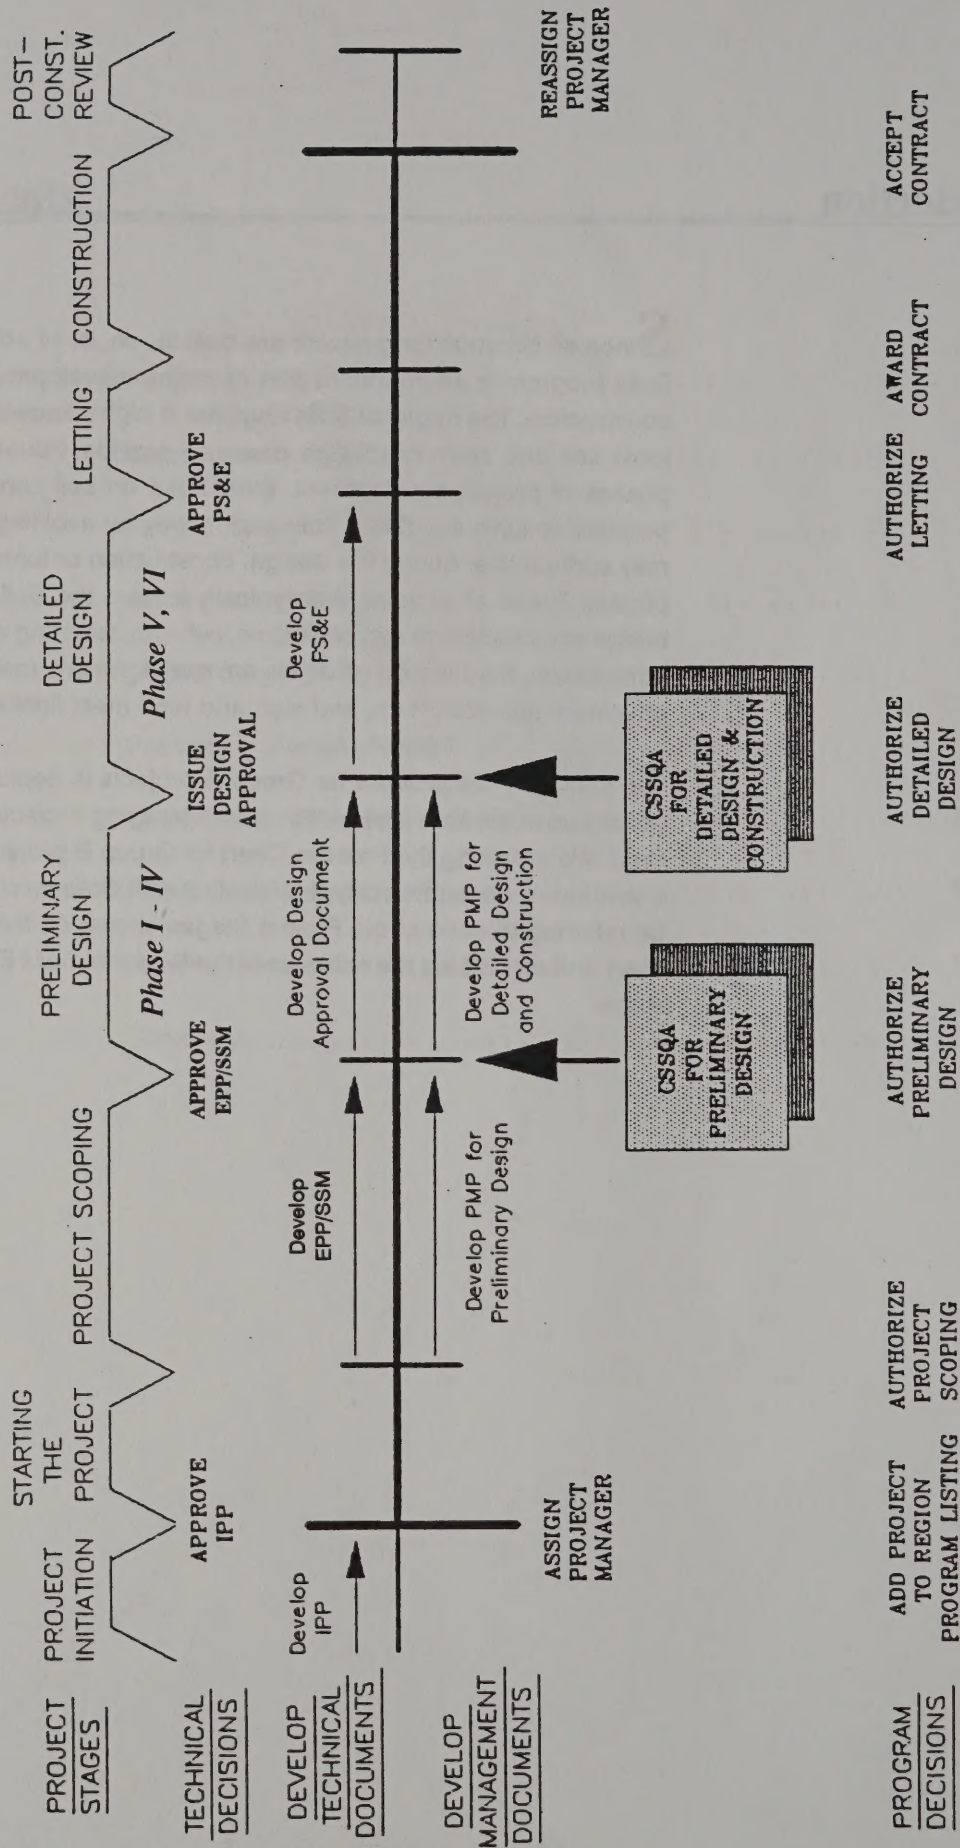 PROJECT
STAGES
PROJECT
INITIATION
STARTING
THE
PROJECT
PROJECT SCOPING
PRELIMINARY
DESIGN
Phase I - IV
DETAILED
DESIGN
Phase V, VI
LETTING
CONSTRUCTION
POST-
CONST.
REVIEW
TECHNICAL
DECISIONS
APPROVE
IPP
APPROVE
EPP/SSM
ISSUE
DESIGN
APPROVAL
APPROVE
PS&E
DEVELOP
TECHNICAL
DOCUMENTS
Develop
IPP
Develop
EPP/SSM
Develop Design
Approval Document
Develop
PS&E
DEVELOP
MANAGEMENT
DOCUMENTS
ASSIGN
PROJECT
MANAGER
Develop PMP for
Preliminary Design
Develop PMP for
Detailed Design
and Construction
REASSIGN
PROJECT
MANAGER
CSSQA
FOR
PRELIMINARY
DESIGN
CSSQA
FOR
DETAILED
DESIGN &
CONSTRUCTION
PROGRAM
DECISIONS
ADD PROJECT
TO REGION
PROGRAM LISTING
AUTHORIZE
PROJECT
SCOPING
AUTHORIZE
PRELIMINARY
DESIGN
AUTHORIZE
DETAILED
DESIGN
AUTHORIZE
LETTING
AWARD
CONTRACT
ACCEPT
CONTRACT